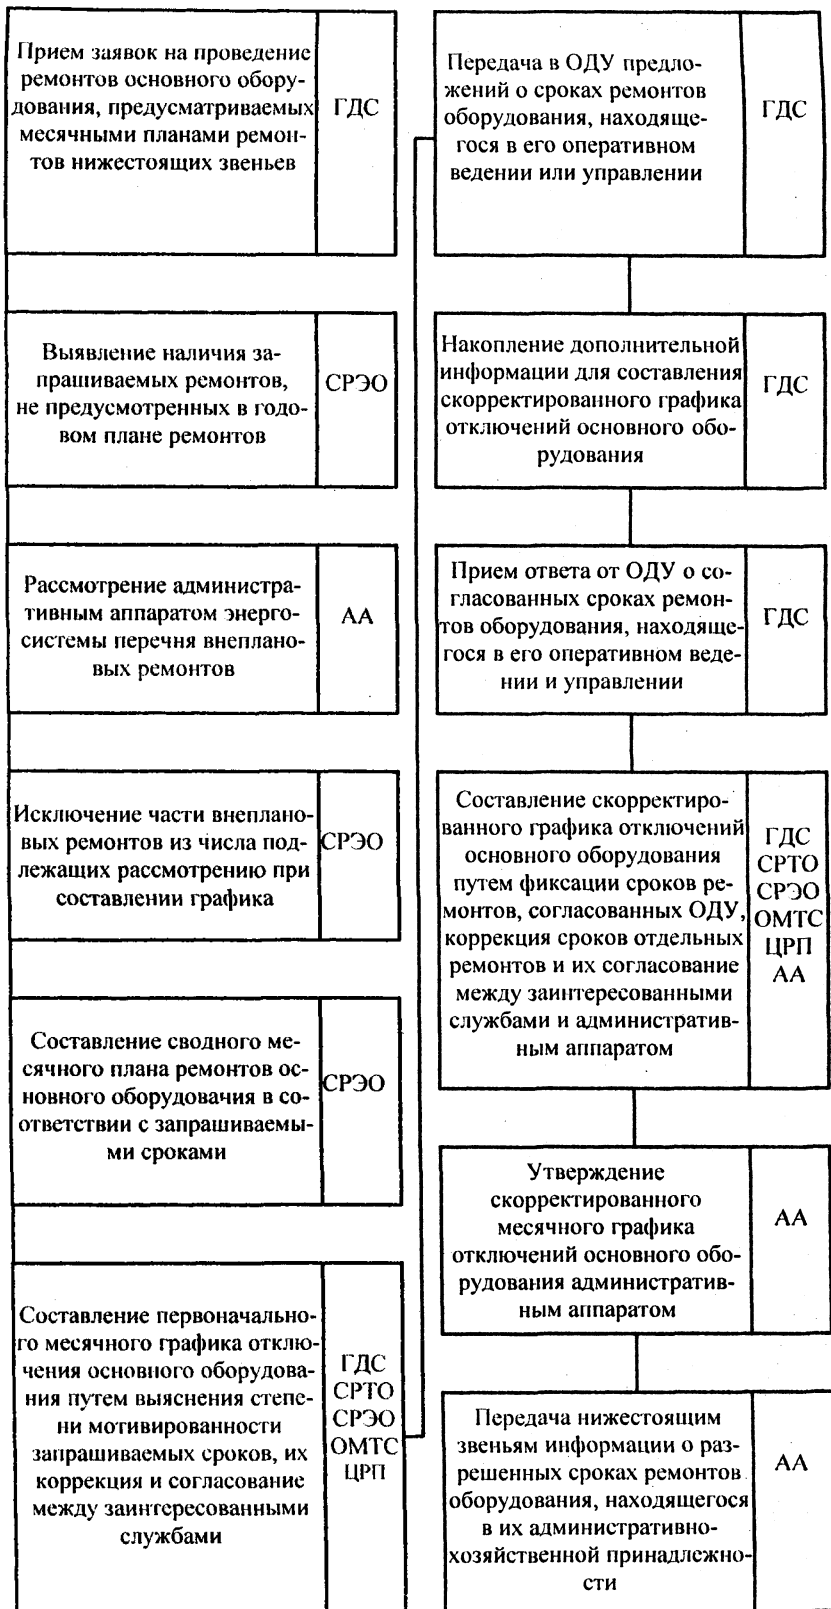 Прием заявок на проведение
ремонтов основного обору-
дования, предусматриваемых
месячными планами ремон-
тов нижестоящих звеньев
ГДС
Выявление наличия за-
прашиваемых ремонтов,
не предусмотренных в годо-
вом плане ремонтов
СРЭО
Рассмотрение администра-
тивным аппаратом энерго-
системы перечня внеплано-
вых ремонтов
АА
Исключение части внеплано-
вых ремонтов из числа под-
лежащих рассмотрению при
составлении графика
СРЭО
Составление сводного ме-
сячного плана ремонтов ос-
новного оборудовачия в со-
ответствии с запрашиваемы-
ми сроками
СРЭО
Составление первоначально-
го месячного графика отклю-
чения основного оборудова-
ния путем выяснения степе-
ни мотивированности
запрашиваемых сроков, их
коррекция и согласование
между заинтересованными
службами
ГДС
СРТО
СРЭО
ОМТС
ЦРП
Передача в ОДУ предло-
жений о сроках ремонтов
оборудования, находяще-
гося в его оперативном
ведении или управлении
ГДС
Накопление дополнительной
информации для составления
скорректированного графика
отключений основного обо-
рудования
ГДС
Прием ответа от ОДУ о со-
гласованных сроках ремон-
тов оборудования, находяще-
гося в его оперативном веде-
нии и управлении
ГДС
Составление скорректиро-
ванного графика отключений
основного оборудования
путем фиксации сроков ре-
монтов, согласованных ОДУ,
коррекция сроков отдельных
ремонтов и их согласование
между заинтересованными
службами и административ-
ным аппаратом
ГДС
СРТО
СРЭО
ОМТС
ЦРП
АА
Утверждение
скорректированного
месячного графика
отключений основного обо-
рудования административ-
ным аппаратом
АА
Передача нижестоящим
звеньям информации о раз-
решенных сроках ремонтов
оборудования, находящегося
в их административно-
хозяйственной принадлежно-
сти
АА